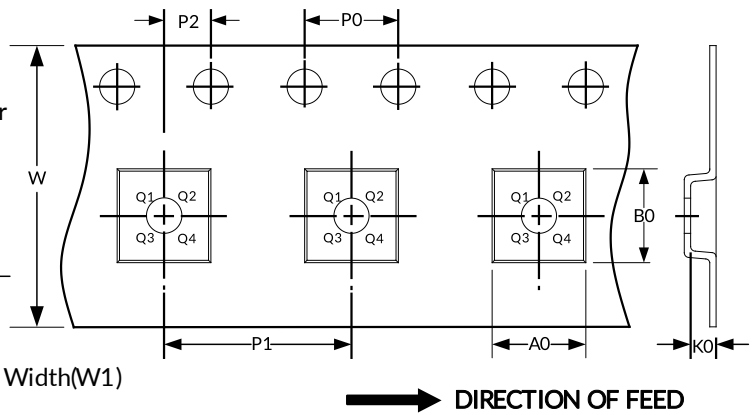 P2
P0
r
W
Q1 Q2
Q3 Q4
Q1 Q2
Q3 Q4
Q1 Q2
Q3 Q4
B0
P1
A0
K0
Width(W1)
DIRECTION OF FEED